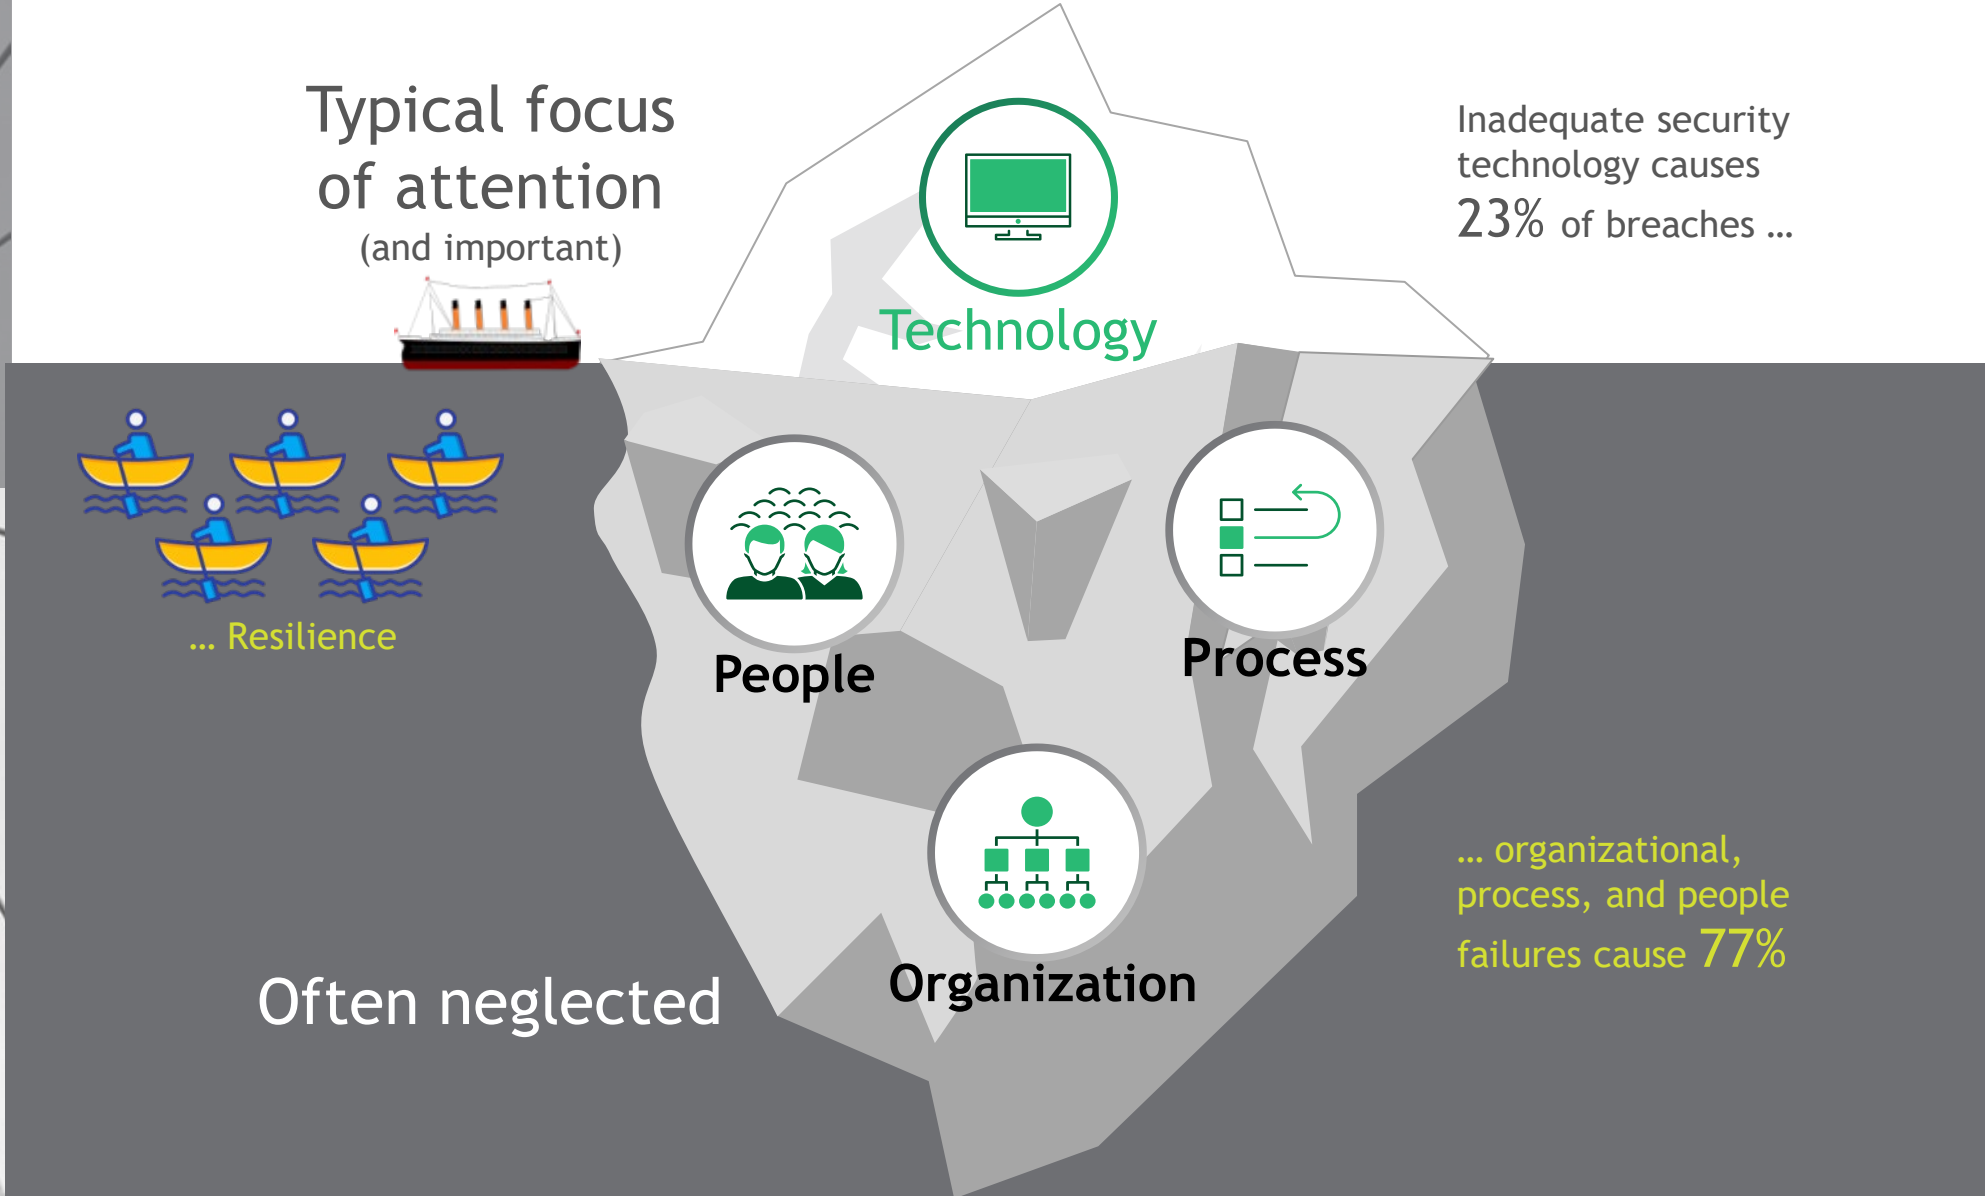 Typical focus
of attention
(and important)
Inadequate security
technology causes
23% of breaches …
Technology
… Resilience
People
Process
Organization
Often neglected
… organizational,
process, and people
failures cause 77%